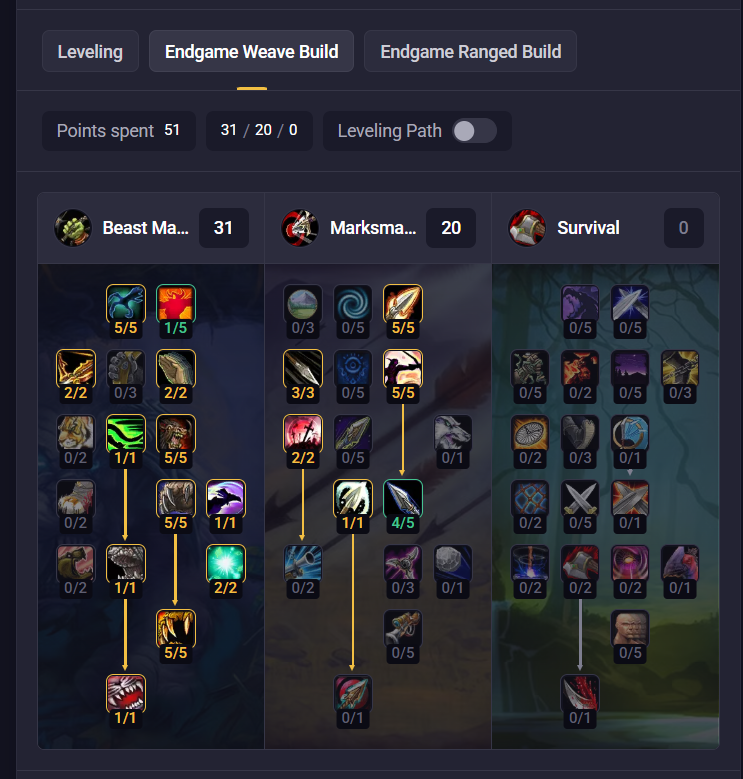 Leveling Endgame Weave Build Endgame Ranged Build
Points spent 51 31 / 20 / 0 Leveling Path
Beast Ma... 31 Marksma... 20 Survival 0
5/5 1/5 0/3 0/5 5/5 0/5 0/5
2/2 0/3 2/2 3/3 0/5 5/5 0/5 0/2 0/5 0/3
0/2 1/1 5/5 2/2 0/5 0/1 0/2 0/3 0/1
0/2 5/5 1/1 1/1 4/5 0/2 0/5 0/1
0/2 1/1 2/2 0/2 0/3 0/1 0/2 0/2 0/2 0/1
5/5 0/5 0/5
1/1 0/1 0/1